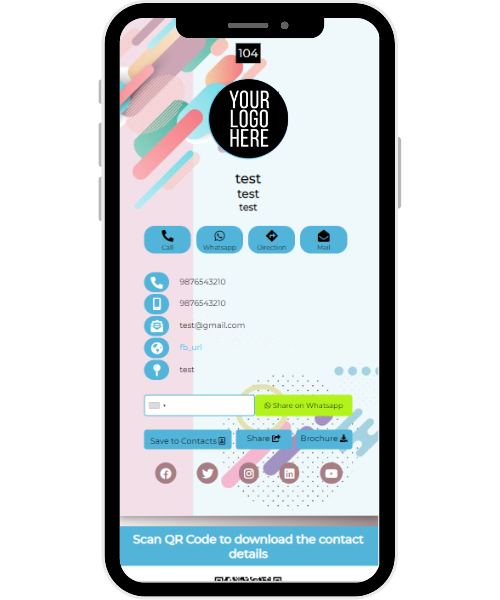 104
YOUR
LOGO
HERE
test
test
test
Call Whatsapp Direction Mail
9876543210
9876543210
test@gmail.com
fb_url
test
Share on Whatsapp
Save to Contacts Share Brochure
Scan QR Code to download the contact
details